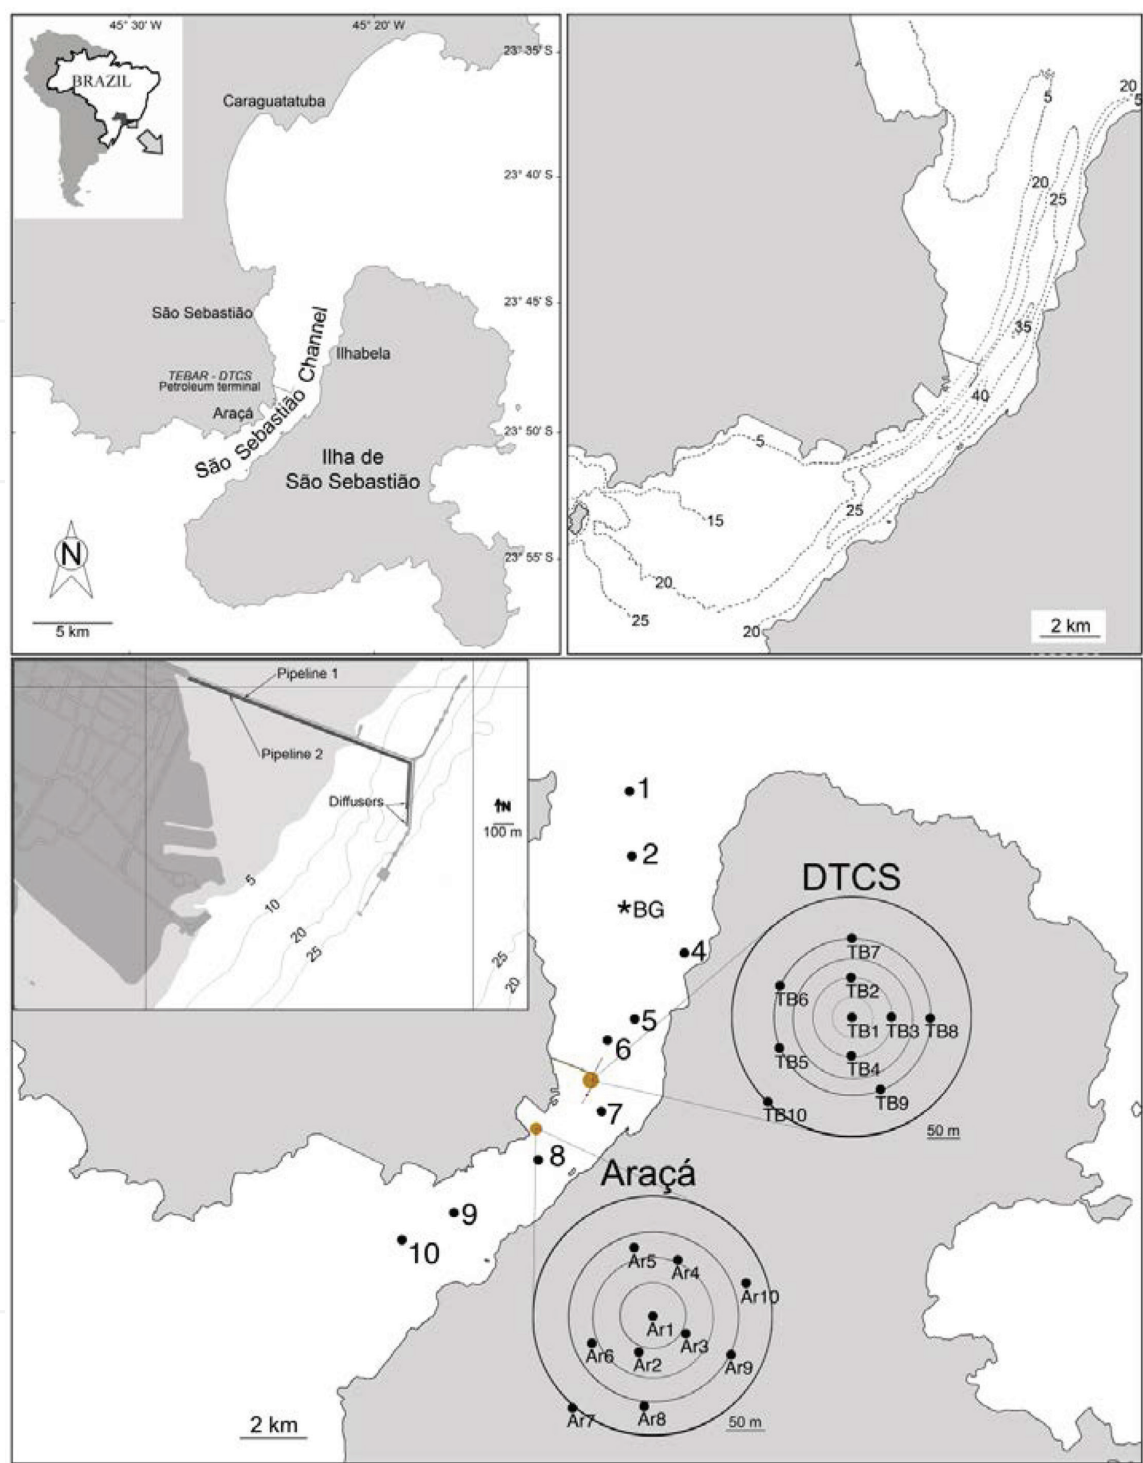 45° 30' W
45° 20' W
BRAZIL
23° 35' S
Caraguatatuba
23° 40' S
23° 45' S
São Sebastião
São Sebastião Channel
Ilhabela
TEBAR - DTCS
Petroleum terminal
Araçá
23° 50' S
Ilha de
São Sebastião
N
23° 55' S
5 km
20
5
5
20
25
35
40
5
25
15
20
25
20
2 km
Pipeline 1
Pipeline 2
Diffusers
N
100 m
5
10
20
25
25
20
1
2
*BG
4
5
6
7
8
9
10
DTCS
TB7
TB2
TB6
TB1
TB3
TB8
TB5
TB4
TB9
TB10
50 m
Araçá
Ar5
Ar4
Ar10
Ar1
Ar3
Ar6
Ar2
Ar9
Ar7
Ar8
50 m
2 km